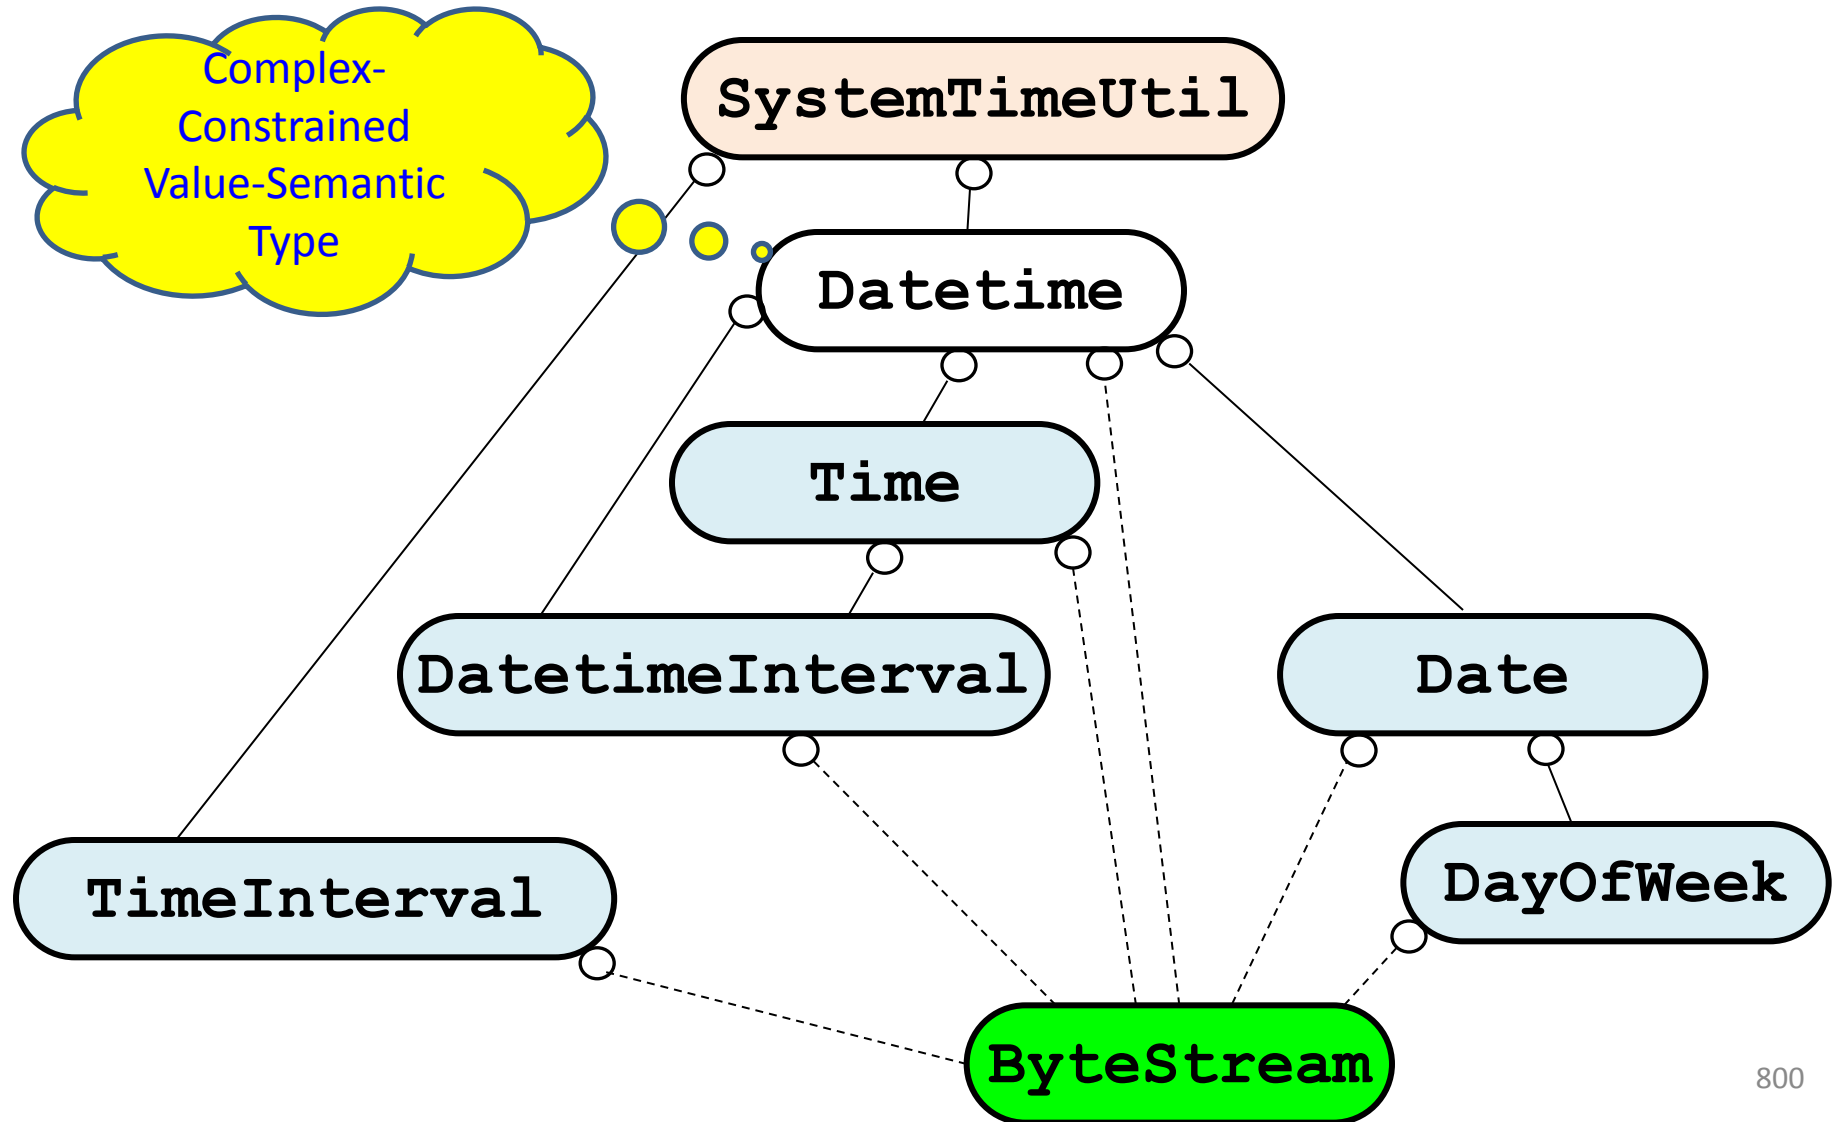 Complex-
Constrained
Value-Semantic
Type
SystemTimeUtil
Datetime
Time
DatetimeInterval
Date
TimeInterval
DayOfWeek
ByteStream
800